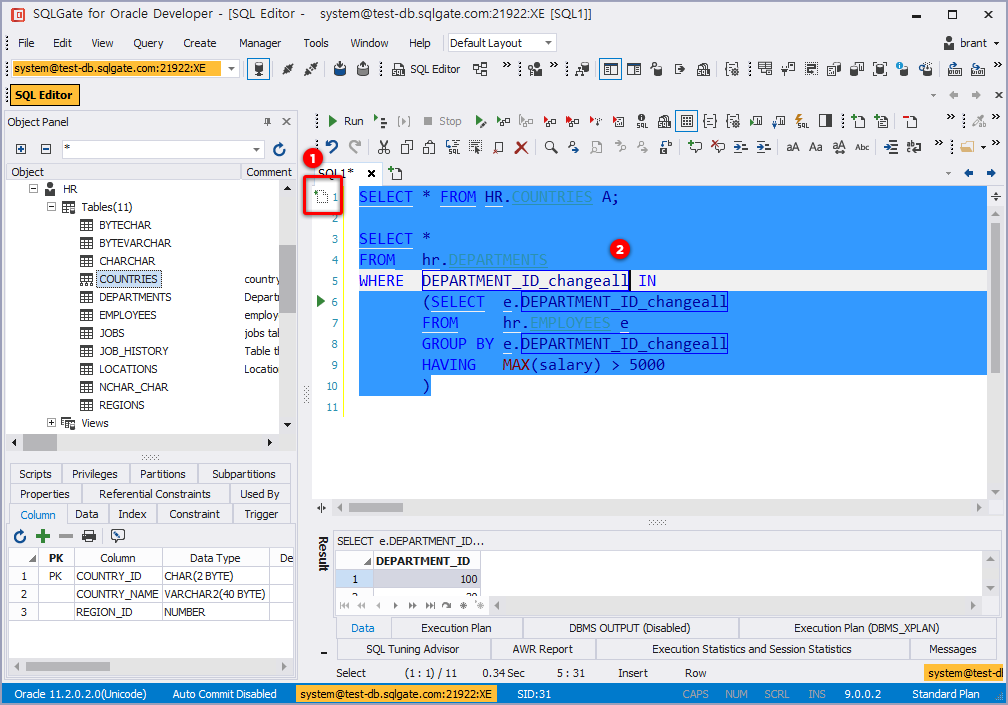 SQLGate for Oracle Developer - [SQL Editor - system@test-db.sqlgate.com:21922:XE [SQL1]]
File Edit View Query Create Manager Tools Window Help Default Layout brant
system@test-db.sqlgate.com:21922:XE SQL Editor
SQL Editor
Object Panel
Run Stop
*
Object Comment
HR
Tables(11)
BYTECHAR
BYTEVARCHAR
CHARCHAR
COUNTRIES country
DEPARTMENTS Depart
EMPLOYEES employ
JOBS jobs tal
JOB_HISTORY Table th
LOCATIONS Locatio
NCHAR_CHAR
REGIONS
Views
1
SQL1*
1 SELECT * FROM HR.COUNTRIES A;
2
3 SELECT *
2
4 FROM hr.DEPARTMENTS
5 WHERE DEPARTMENT_ID_changeall IN
6 (SELECT e.DEPARTMENT_ID_changeall
7 FROM hr.EMPLOYEES e
8 GROUP BY e.DEPARTMENT_ID_changeall
9 HAVING MAX(salary) > 5000
10 )
11
Scripts Privileges Partitions Subpartitions
Properties Referential Constraints Used By
Column Data Index Constraint Trigger
PK Column Data Type De
1 PK COUNTRY_ID CHAR(2 BYTE)
2 COUNTRY_NAME VARCHAR2(40 BYTE)
3 REGION_ID NUMBER
Result
SELECT e.DEPARTMENT_ID...
DEPARTMENT_ID
1 100
Data Execution Plan DBMS OUTPUT (Disabled) Execution Plan (DBMS_XPLAN)
SQL Tuning Advisor AWR Report Execution Statistics and Session Statistics Messages
Select (1 : 1) / 11 0.34 Sec 5 : 31 Insert Row system@test-d
Oracle 11.2.0.2.0(Unicode) Auto Commit Disabled system@test-db.sqlgate.com:21922:XE SID:31 CAPS NUM SCRL INS 9.0.0.2 Standard Plan